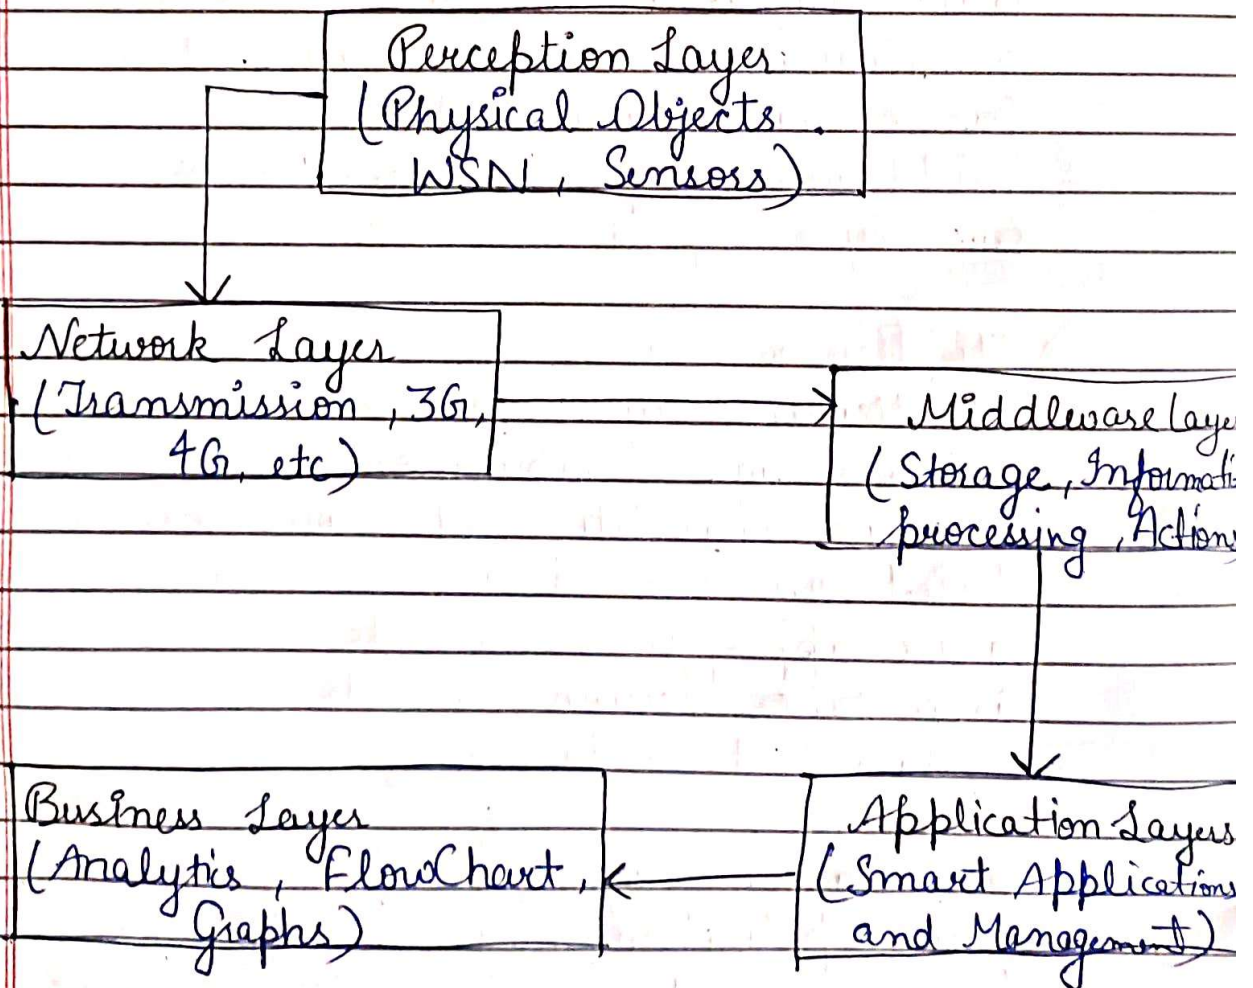 Perception Layer
(Physical Objects
WSN, Sensors)
Network Layer
(Transmission, 3G,
4G, etc)
Middleware Laye
(Storage, Informati
processing, Actions
Application Layers
(Smart Applications
and Management)
Business Layer
(Analytics, FlowChart,
Graphs)